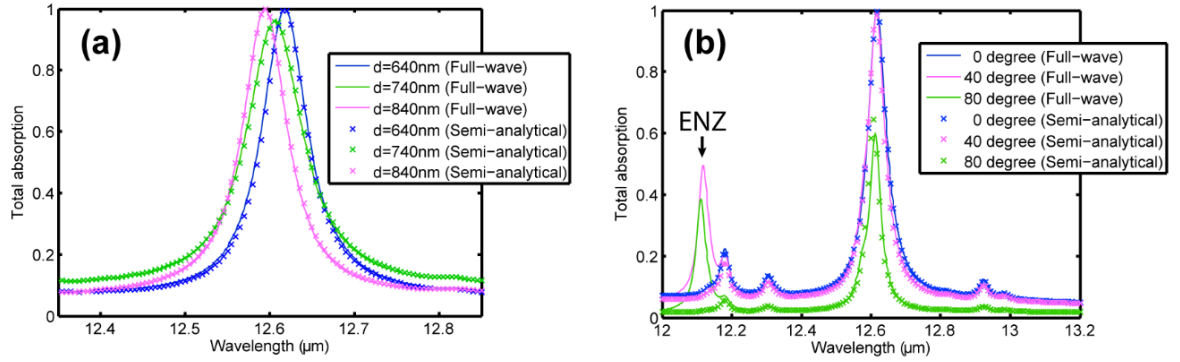 (a)
1
0.8
0.6
0.4
0.2
0
Total absorption
12.4
12.5
12.6
12.7
12.8
Wavelength (µm)
d=640nm (Full-wave)
d=740nm (Full-wave)
d=840nm (Full-wave)
d=640nm (Semi-analytical)
d=740nm (Semi-analytical)
d=840nm (Semi-analytical)
(b)
1
0.8
0.6
0.4
0.2
0
Total absorption
ENZ
12
12.2
12.4
12.6
12.8
13
13.2
Wavelength (µm)
0 degree (Full-wave)
40 degree (Full-wave)
80 degree (Full-wave)
0 degree (Semi-analytical)
40 degree (Semi-analytical)
80 degree (Semi-analytical)